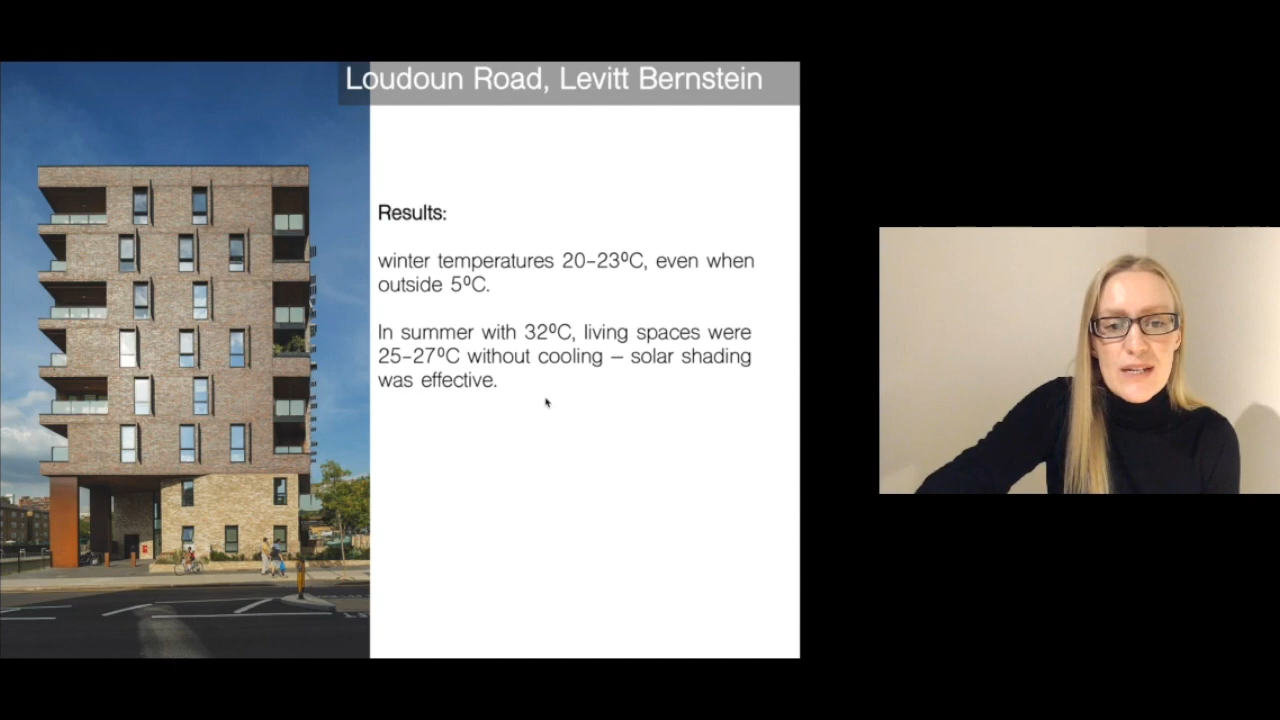 Loudoun Road, Levitt Bernstein
Results:
winter temperatures 20–23ºC, even when
outside 5ºC.
In summer with 32ºC, living spaces were
25–27ºC without cooling – solar shading
was effective.